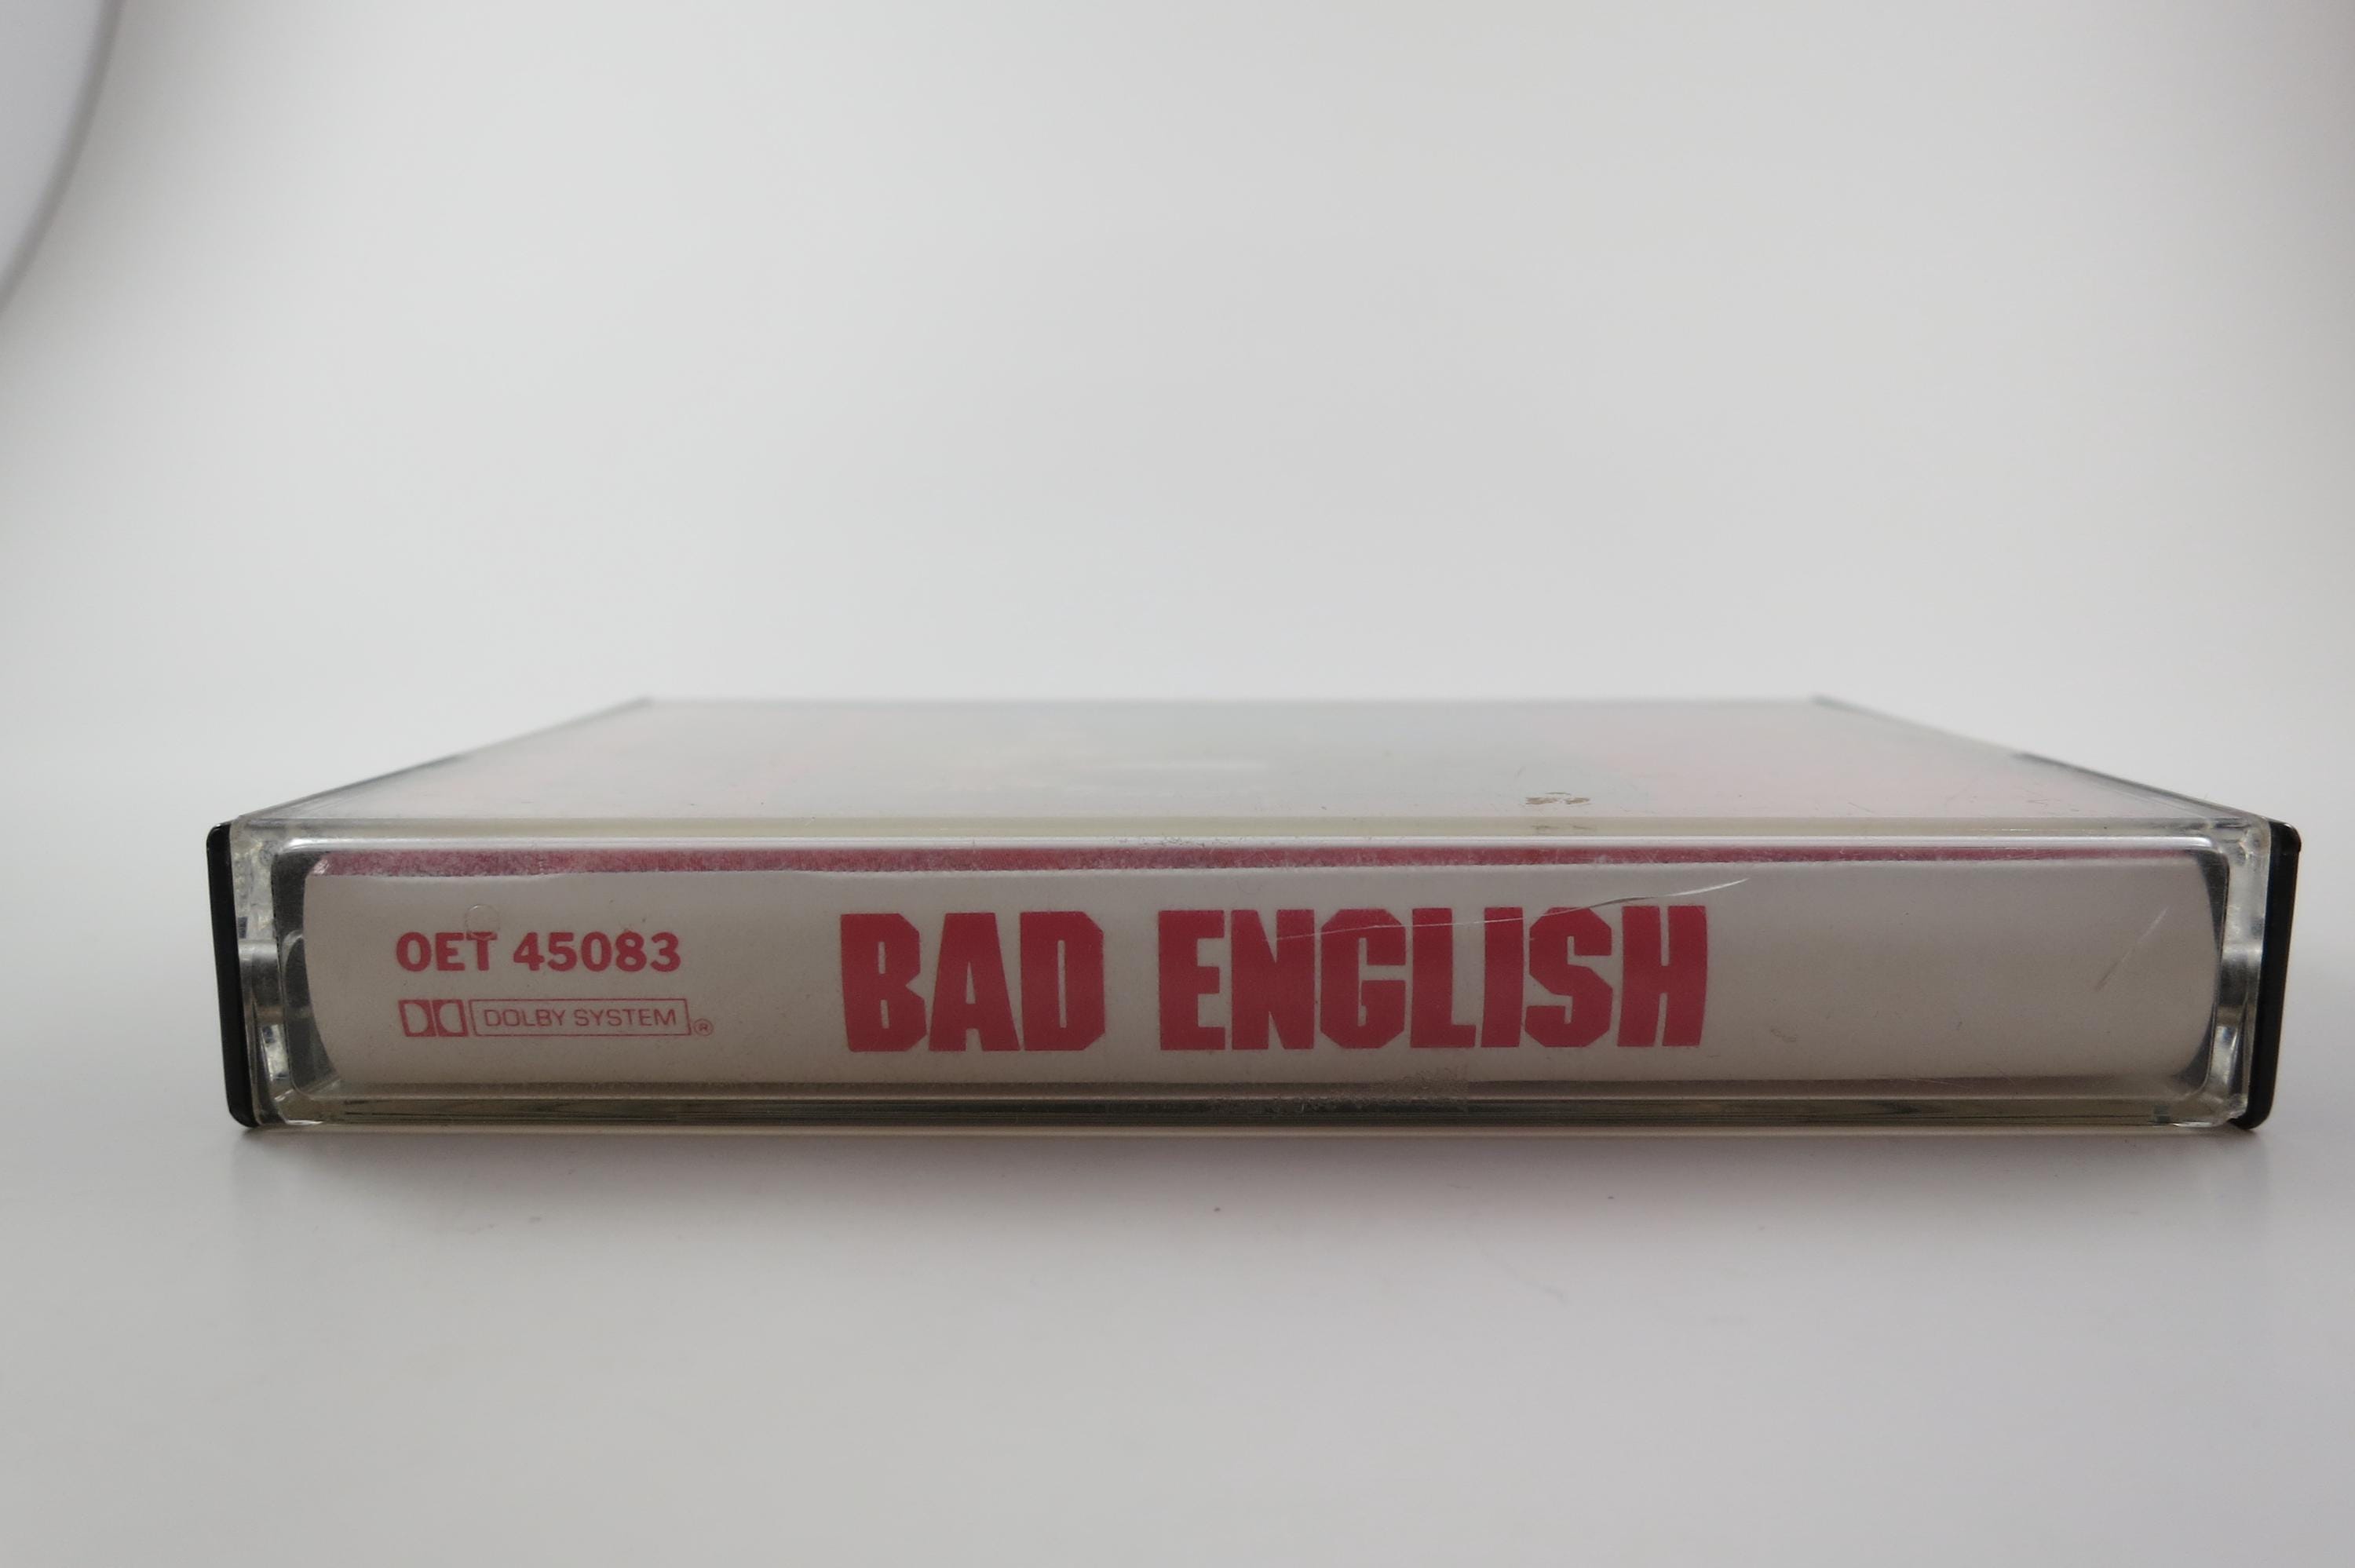 OET 45083
DOLBY SYSTEM ®
BAD ENGLISH